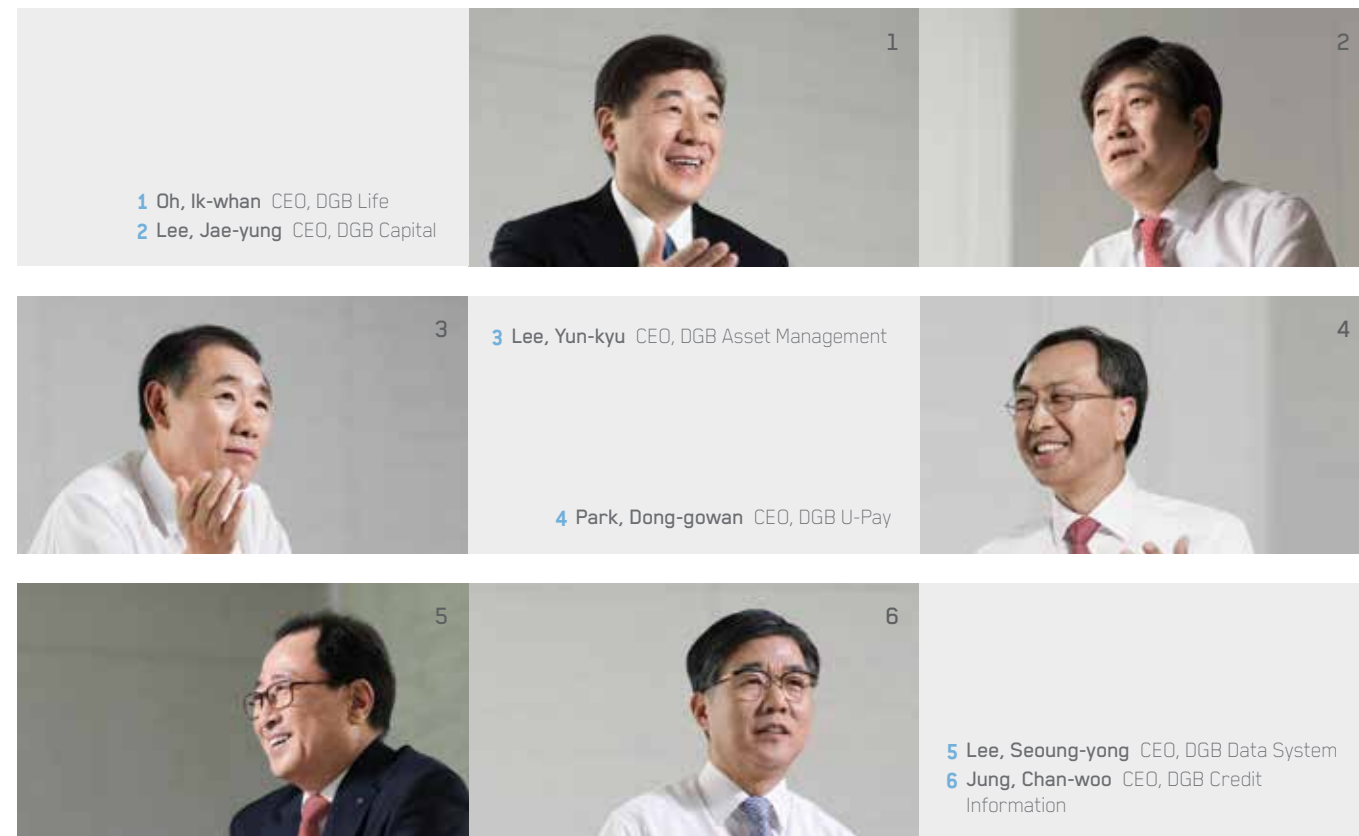 1
2
1 Oh, Ik-whan CEO, DGB Life
2 Lee, Jae-yung CEO, DGB Capital
3
3 Lee, Yun-kyu CEO, DGB Asset Management
4
4 Park, Dong-gowan CEO, DGB U-Pay
5
6
5 Lee, Seoung-yong CEO, DGB Data System
6 Jung, Chan-woo CEO, DGB Credit
Information